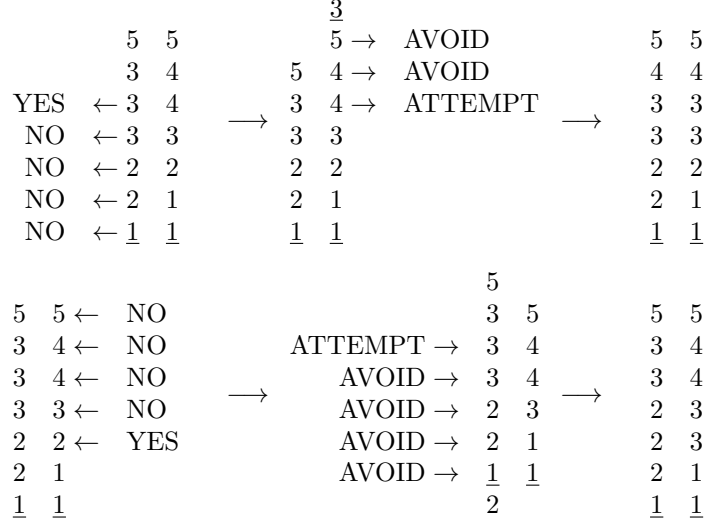 3
5 5 5 → AVOID 5 5
3 4 5 4 → AVOID 4 4
YES ← 3 4 3 4 → ATTEMPT 3 3
NO ← 3 3 ⟶ 3 3 ⟶ 3 3
NO ← 2 2 2 2 2 2
NO ← 2 1 2 1 2 1
NO ← 1 1 1 1 1 1
5
5 5 ← NO 3 5 5 5
3 4 ← NO ATTEMPT → 3 4 3 4
3 4 ← NO AVOID → 3 4 3 4
3 3 ← NO ⟶ AVOID → 2 3 ⟶ 2 3
2 2 ← YES AVOID → 2 1 2 3
2 1 AVOID → 1 1 2 1
1 1 2 1 1